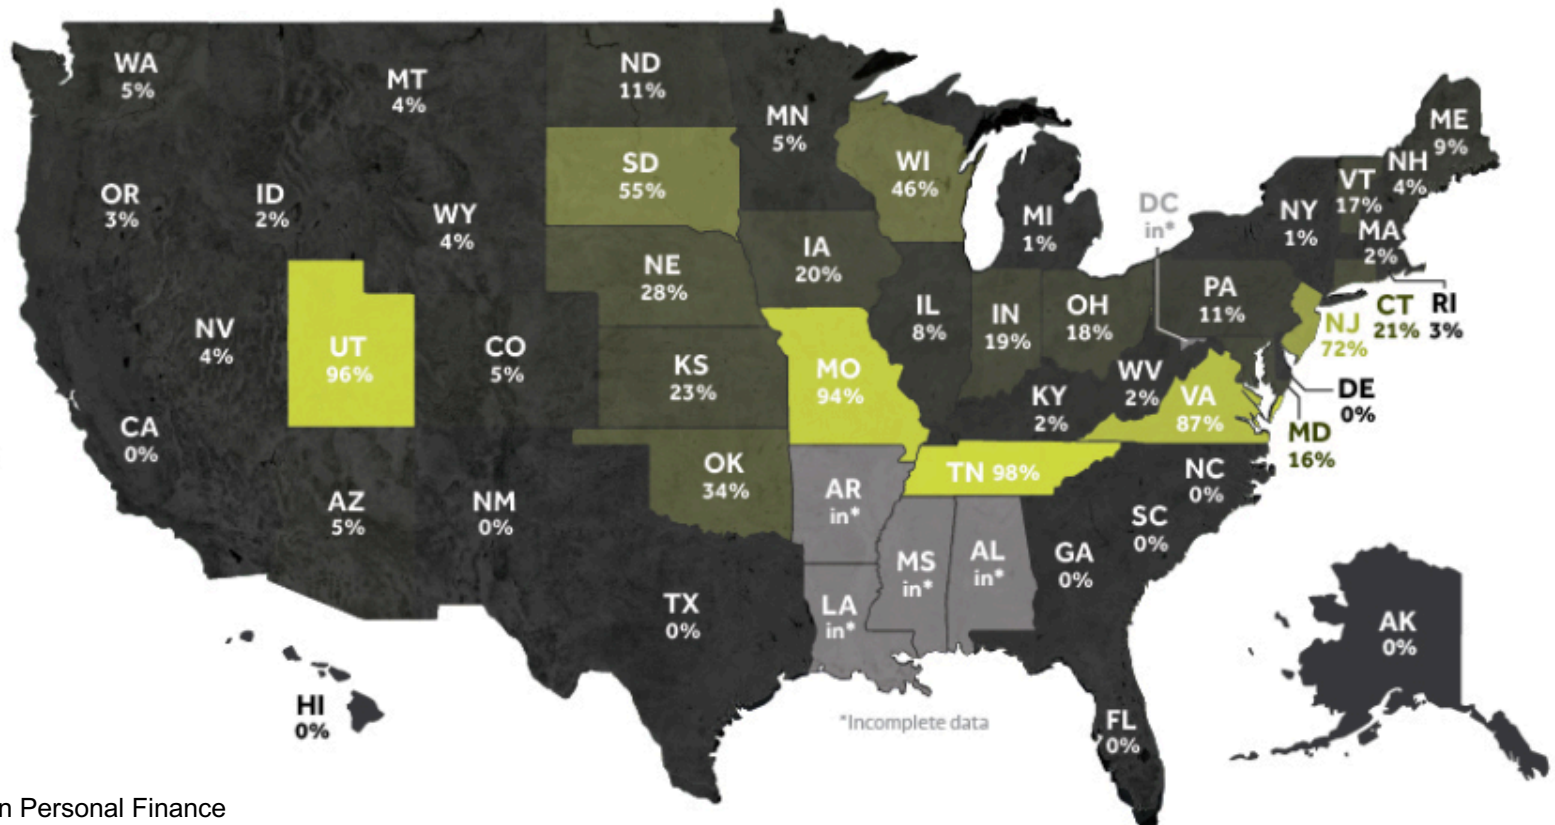 WA
5%
MT
4%
ND
11%
MN
5%
ME
9%
SD
55%
WI
46%
NH
4%
VT
17%
OR
3%
ID
2%
WY
4%
MI
1%
DC
in*
NY
1%
MA
2%
NE
28%
IA
20%
PA
11%
CT
21%
RI
3%
NV
4%
UT
96%
CO
5%
KS
23%
MO
94%
IL
8%
IN
19%
OH
18%
NJ
72%
WV
2%
KY
2%
VA
87%
DE
0%
MD
16%
CA
0%
OK
34%
TN 98%
NC
0%
AZ
5%
NM
0%
AR
in*
SC
0%
MS
in*
AL
in*
GA
0%
TX
0%
LA
in*
AK
0%
HI
0%
FL
0%
*Incomplete data
n Personal Finance